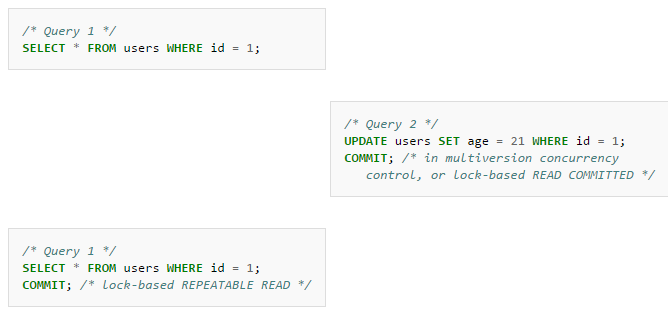 /* Query 1 */
SELECT * FROM users WHERE id = 1;
/* Query 2 */
UPDATE users SET age = 21 WHERE id = 1;
COMMIT; /* in multiversion concurrency
control, or lock-based READ COMMITTED */
/* Query 1 */
SELECT * FROM users WHERE id = 1;
COMMIT; /* lock-based REPEATABLE READ */